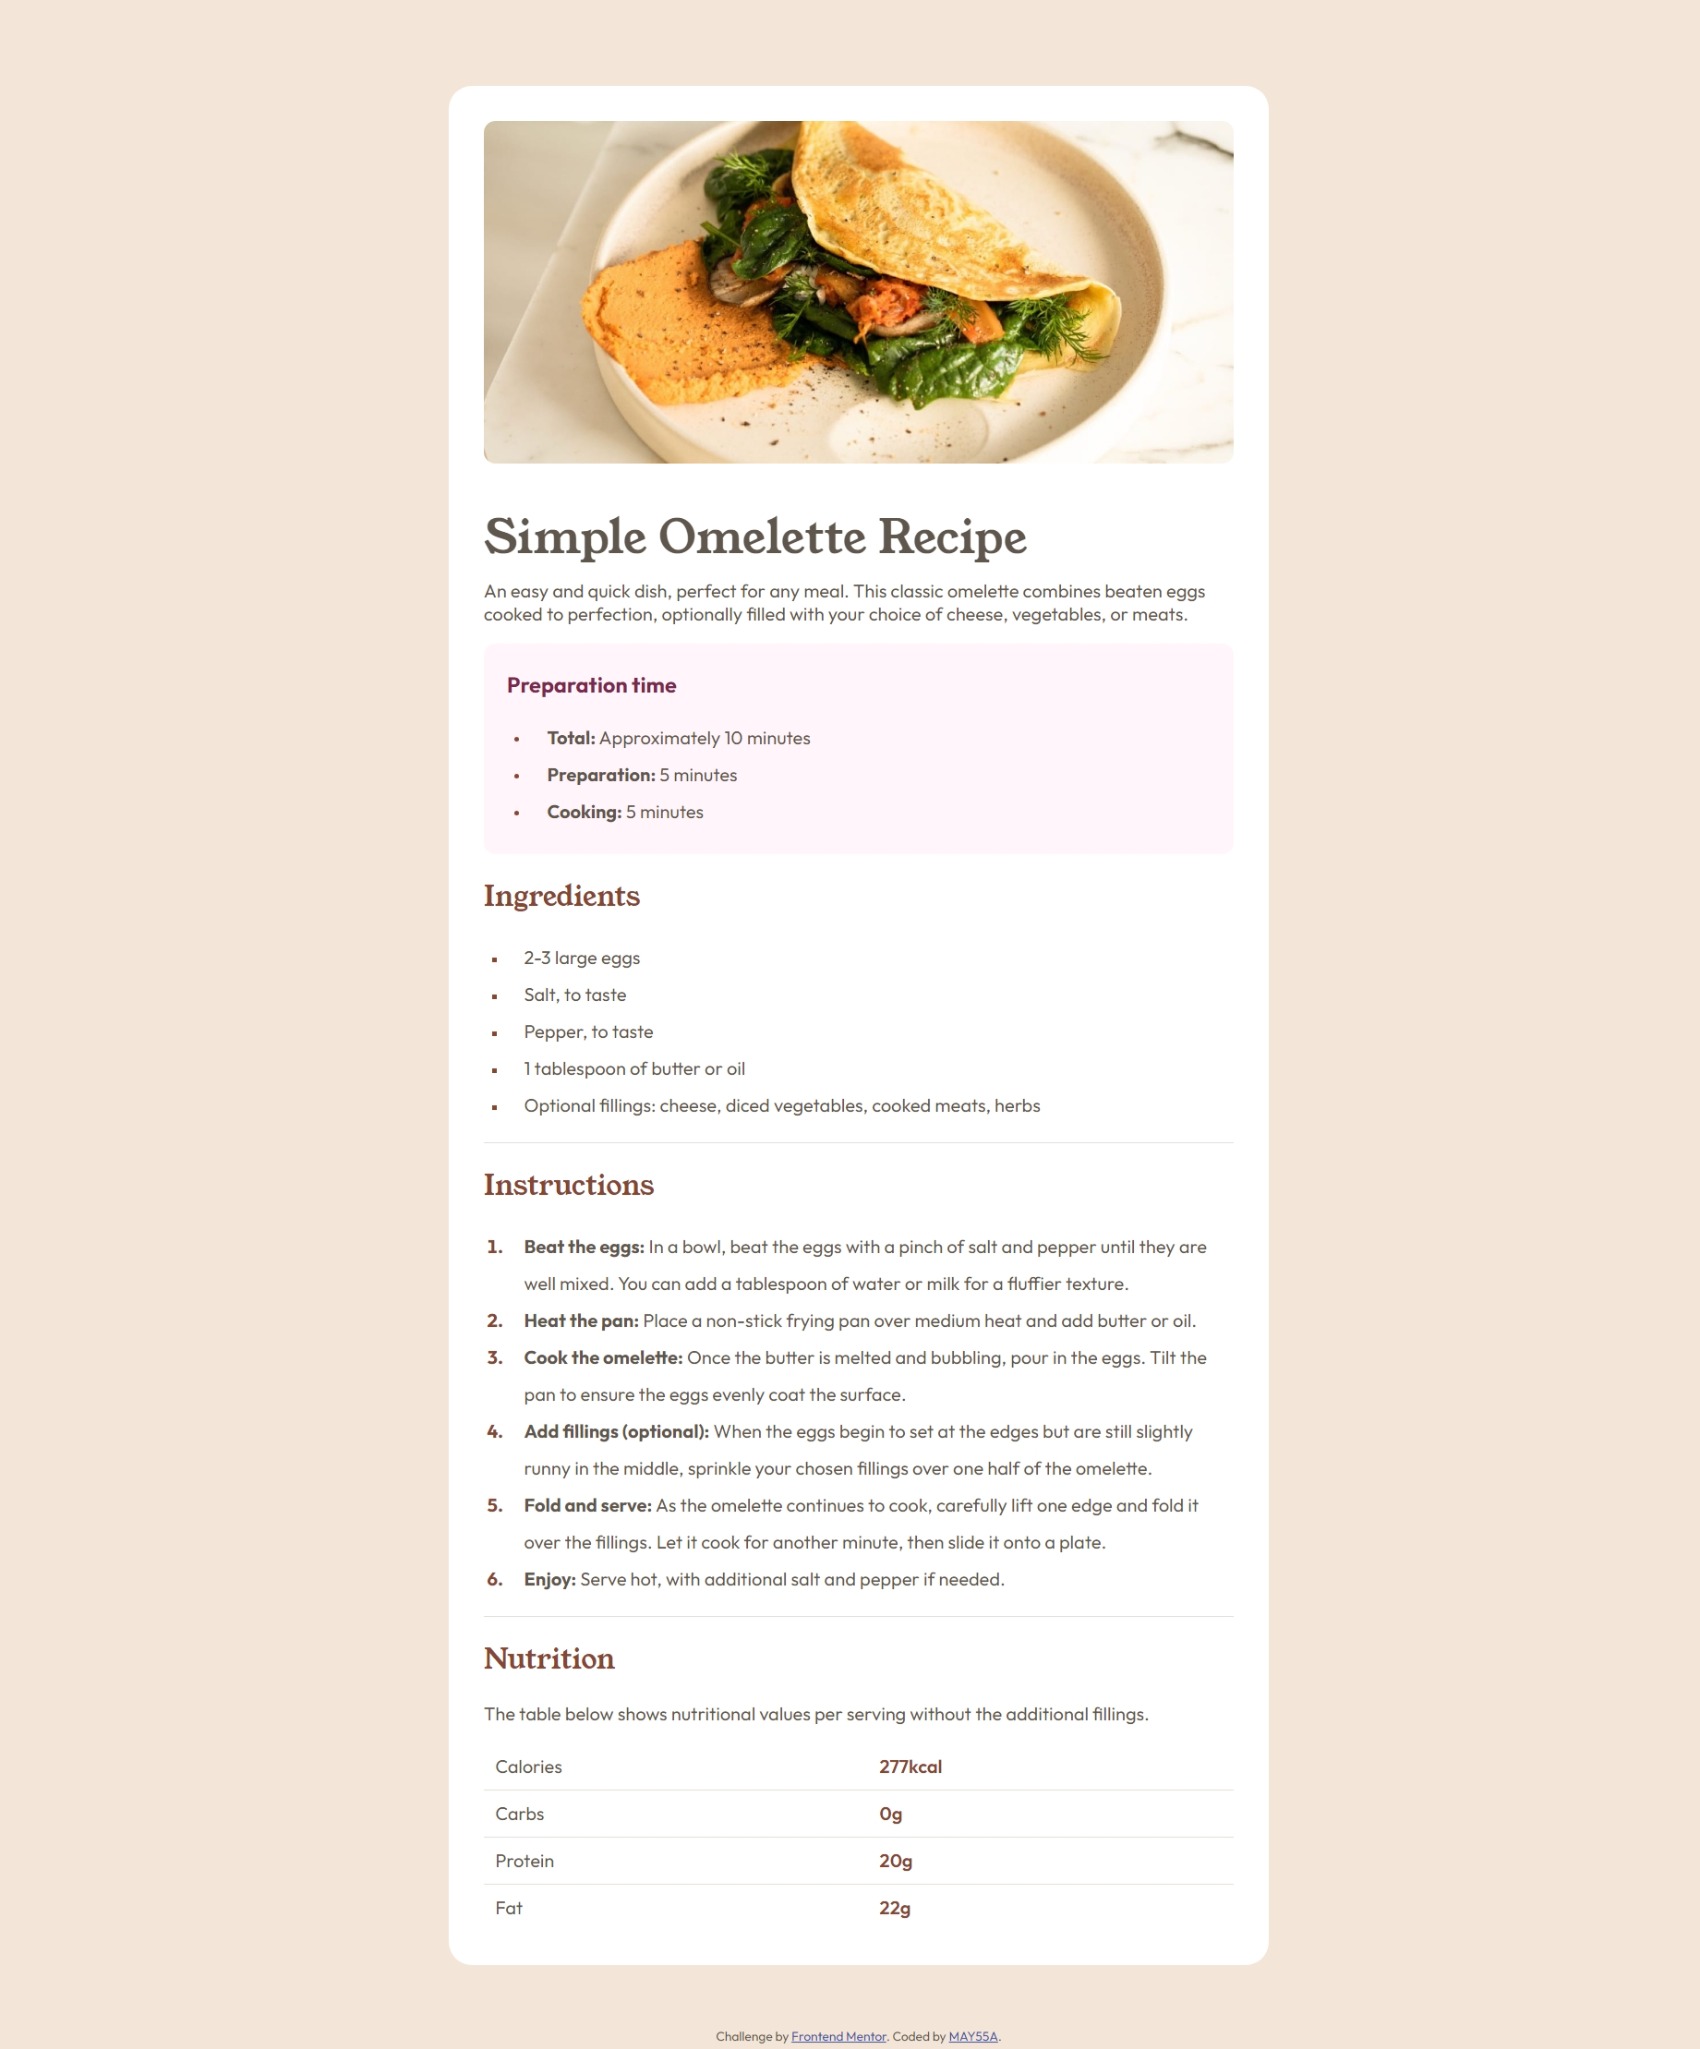 Simple Omelette Recipe
An easy and quick dish, perfect for any meal. This classic omelette combines beaten eggs
cooked to perfection, optionally filled with your choice of cheese, vegetables, or meats.
Preparation time
• Total: Approximately 10 minutes
• Preparation: 5 minutes
• Cooking: 5 minutes
Ingredients
▪ 2-3 large eggs
▪ Salt, to taste
▪ Pepper, to taste
▪ 1 tablespoon of butter or oil
▪ Optional fillings: cheese, diced vegetables, cooked meats, herbs
Instructions
1. Beat the eggs: In a bowl, beat the eggs with a pinch of salt and pepper until they are
well mixed. You can add a tablespoon of water or milk for a fluffier texture.
2. Heat the pan: Place a non-stick frying pan over medium heat and add butter or oil.
3. Cook the omelette: Once the butter is melted and bubbling, pour in the eggs. Tilt the
pan to ensure the eggs evenly coat the surface.
4. Add fillings (optional): When the eggs begin to set at the edges but are still slightly
runny in the middle, sprinkle your chosen fillings over one half of the omelette.
5. Fold and serve: As the omelette continues to cook, carefully lift one edge and fold it
over the fillings. Let it cook for another minute, then slide it onto a plate.
6. Enjoy: Serve hot, with additional salt and pepper if needed.
Nutrition
The table below shows nutritional values per serving without the additional fillings.
Calories 277kcal
Carbs 0g
Protein 20g
Fat 22g
Challenge by Frontend Mentor. Coded by MAY55A.